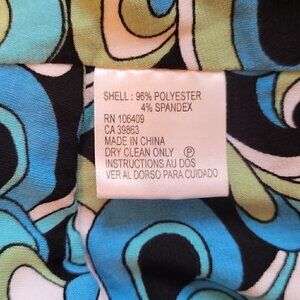 SHELL : 96% POLYESTER
4% SPANDEX
RN 106409
CA 39863
MADE IN CHINA
DRY CLEAN ONLY Ⓟ
INSTRUCTIONS AU DOS
VER AL DORSO PARA CUIDADO